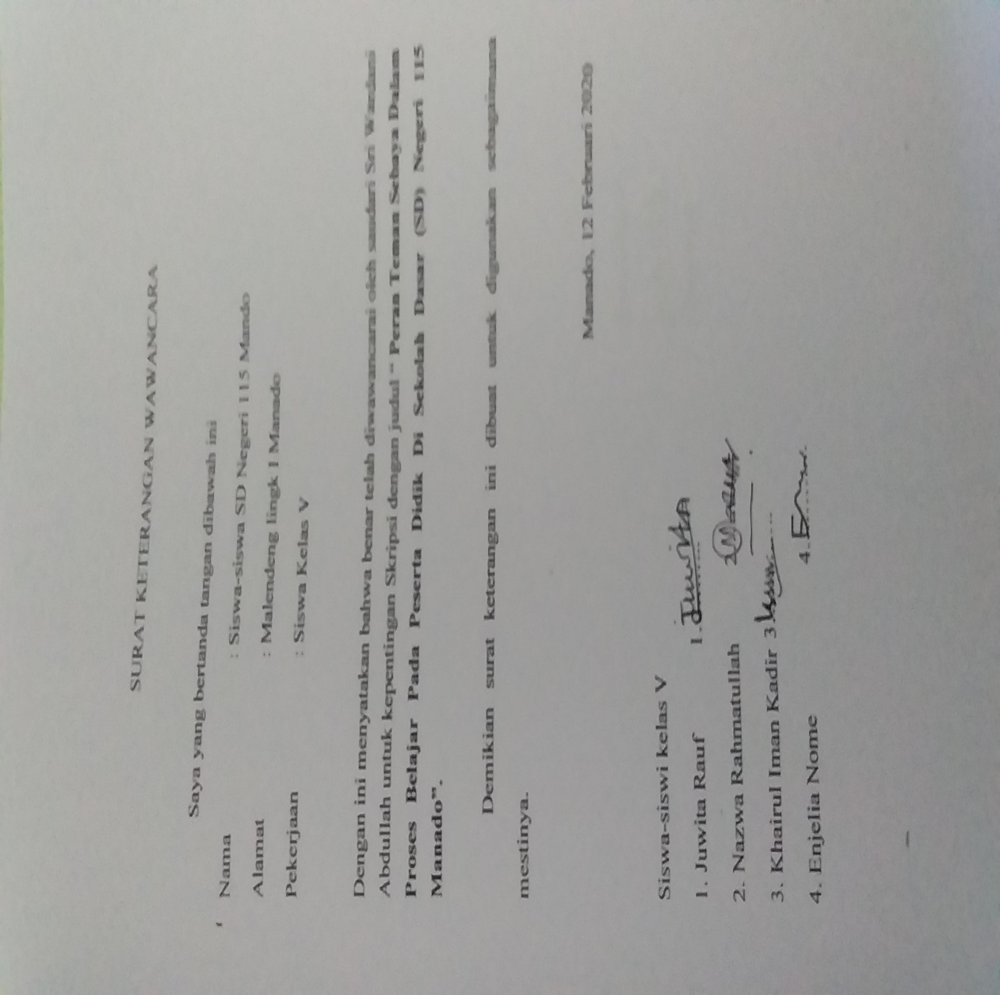 SURAT KETERANGAN WAWANCARA
Saya yang bertanda tangan dibawah ini
Nama : Siswa-siswa SD Negeri 115 Mando
Alamat : Malendeng lingk I Manado
Pekerjaan : Siswa Kelas V
Dengan ini menyatakan bahwa benar telah diwawancarai oleh saudari Sri Wardani
Abdullah untuk kepentingan Skripsi dengan judul “ Peran Teman Sebaya Dalam
Proses Belajar Pada Peserta Didik Di Sekolah Dasar (SD) Negeri 115
Manado”.
Demikian surat keterangan ini dibuat untuk digunakan sebagaimana
mestinya.
Manado, 12 Februari 2020
Siswa-siswi kelas V
1. Juwita Rauf 1. Juwita
2. Nazwa Rahmatullah 2
3. Khairul Iman Kadir 3
4. Enjelia Nome 4.